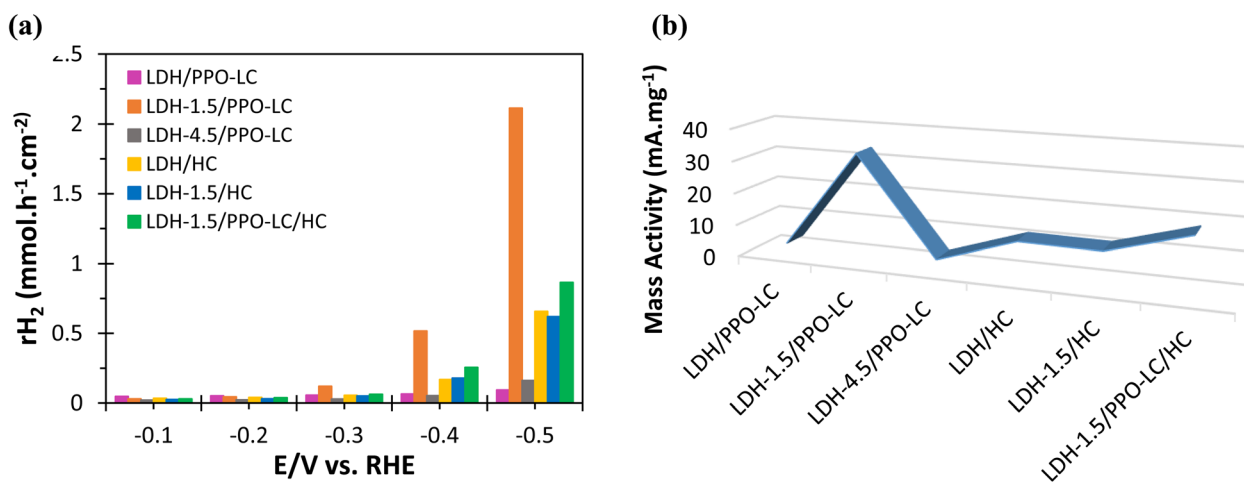 (a)
rH₂ (mmol.h⁻¹.cm⁻²)
2.5
2
1.5
1
0.5
0
LDH/PPO-LC
LDH-1.5/PPO-LC
LDH-4.5/PPO-LC
LDH/HC
LDH-1.5/HC
LDH-1.5/PPO-LC/HC
-0.1 -0.2 -0.3 -0.4 -0.5
E/V vs. RHE
(b)
Mass Activity (mA.mg⁻¹)
40
30
20
10
0
LDH/PPO-LC
LDH-1.5/PPO-LC
LDH-4.5/PPO-LC
LDH/HC
LDH-1.5/HC
LDH-1.5/PPO-LC/HC